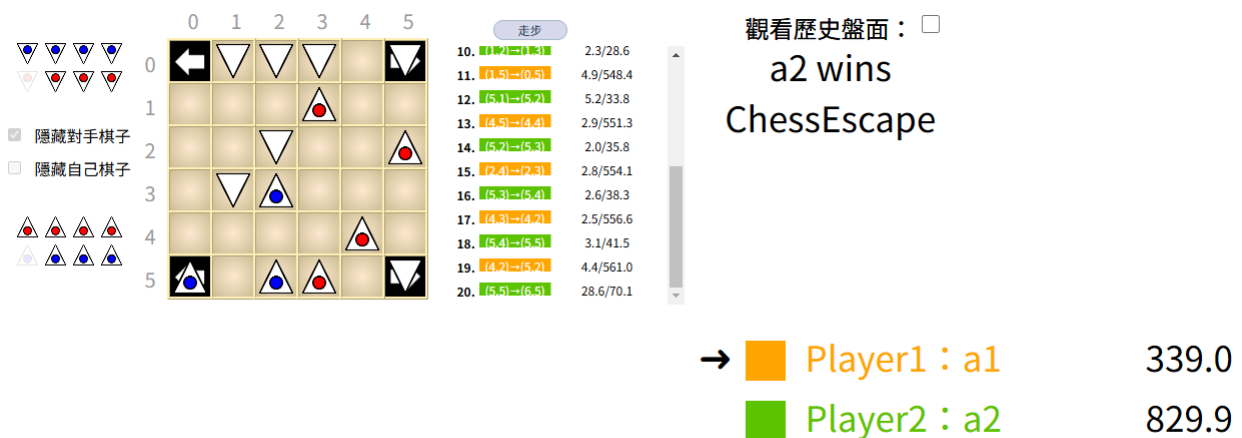 0 1 2 3 4 5
0
1
2
3
4
5
隱藏對手棋子
隱藏自己棋子
走步
10. (1,2)→(1,3) 2.3/28.6
11. (1,5)→(0,5) 4.9/548.4
12. (5,1)→(5,2) 5.2/33.8
13. (4,5)→(4,4) 2.9/551.3
14. (5,2)→(5,3) 2.0/35.8
15. (2,4)→(2,3) 2.8/554.1
16. (5,3)→(5,4) 2.6/38.3
17. (4,3)→(4,2) 2.5/556.6
18. (5,4)→(5,5) 3.1/41.5
19. (4,2)→(5,2) 4.4/561.0
20. (5,5)→(6,5) 28.6/70.1
觀看歷史盤面：
a2 wins
ChessEscape
➔ Player1：a1 339.0
Player2：a2 829.9